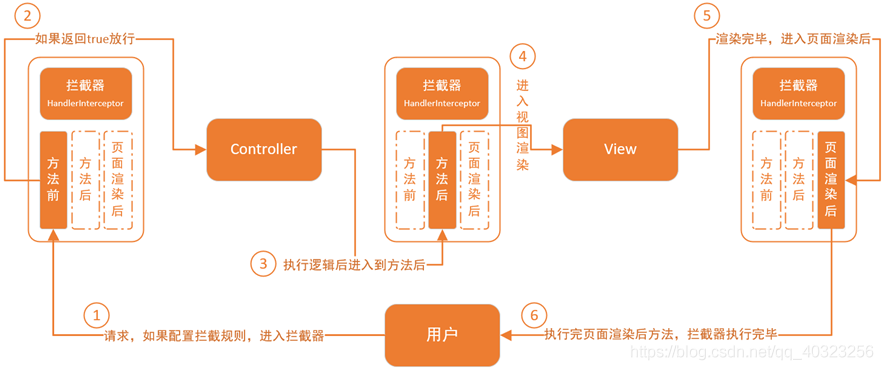 ②
如果返回true放行
拦截器
HandlerInterceptor
方法前
方法后
页面渲染后
Controller
③
执行逻辑后进入到方法后
拦截器
HandlerInterceptor
方法前
方法后
页面渲染后
④
进入视图渲染
View
⑤
渲染完毕，进入页面渲染后
拦截器
HandlerInterceptor
方法前
方法后
页面渲染后
①
请求，如果配置拦截规则，进入拦截器
用户
⑥
执行完页面渲染后方法，拦截器执行完毕
https://blog.csdn.net/qq_40323256